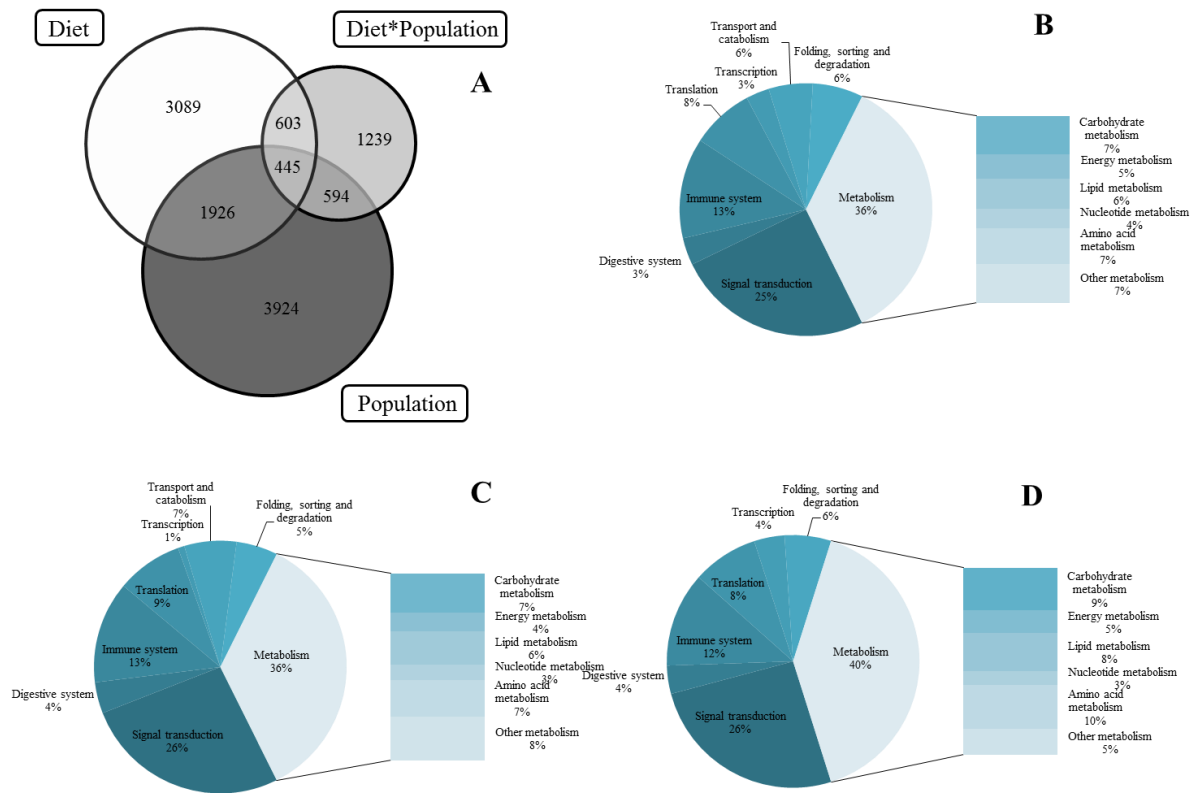 Diet
Diet*Population
A
3089
603
1239
445
594
1926
3924
Population
B
Transport and
catabolism
6%
Folding, sorting and
degradation
6%
Transcription
3%
Translation
8%
Immune system
13%
Digestive system
3%
Signal transduction
25%
Metabolism
36%
Carbohydrate
metabolism
7%
Energy metabolism
5%
Lipid metabolism
6%
Nucleotide metabolism
4%
Amino acid
metabolism
7%
Other metabolism
7%
C
Transport and
catabolism
7%
Folding, sorting and
degradation
5%
Transcription
1%
Translation
9%
Immune system
13%
Digestive system
4%
Signal transduction
26%
Metabolism
36%
Carbohydrate
metabolism
7%
Energy metabolism
4%
Lipid metabolism
6%
Nucleotide metabolism
3%
Amino acid
metabolism
7%
Other metabolism
8%
D
Folding, sorting and
degradation
6%
Transcription
4%
Translation
8%
Immune system
12%
Digestive system
4%
Signal transduction
26%
Metabolism
40%
Carbohydrate
metabolism
9%
Energy metabolism
5%
Lipid metabolism
8%
Nucleotide metabolism
3%
Amino acid
metabolism
10%
Other metabolism
5%